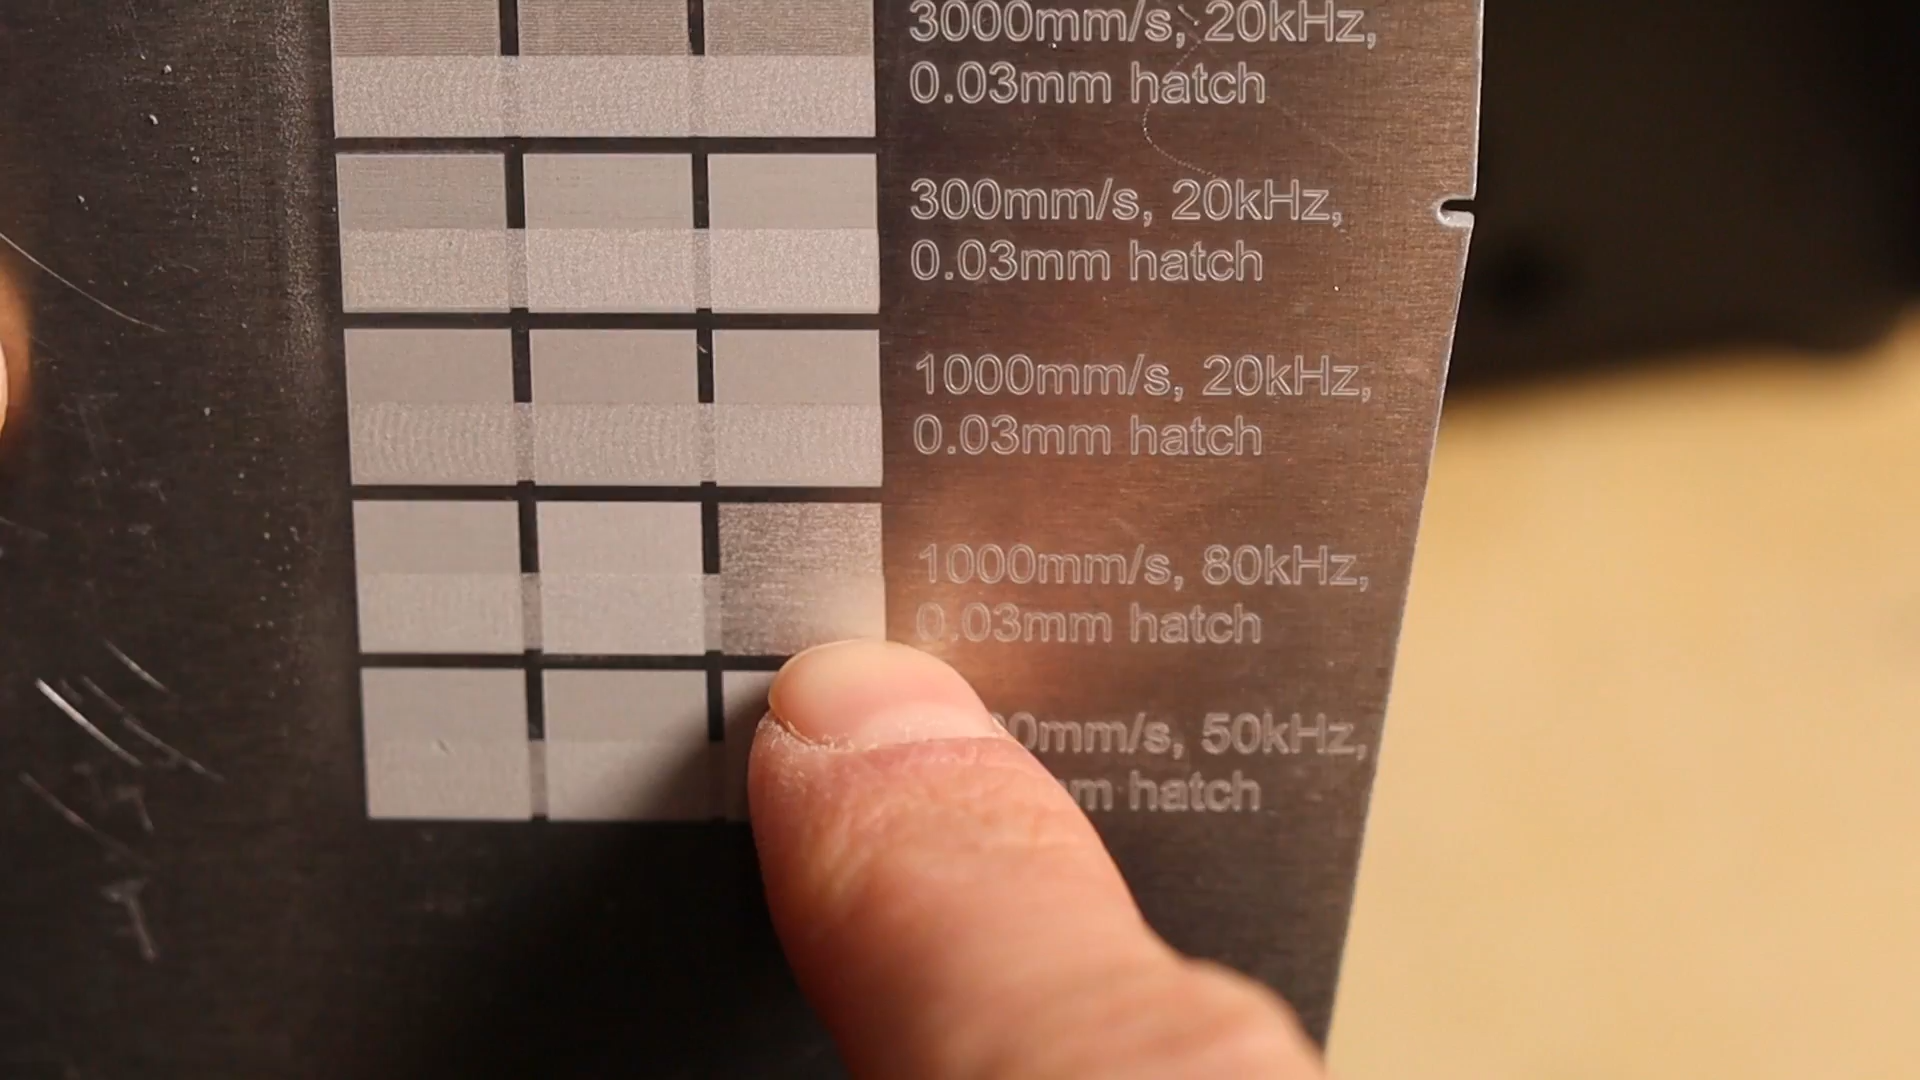 3000mm/s, 20kHz,
0.03mm hatch
300mm/s, 20kHz,
0.03mm hatch
1000mm/s, 20kHz,
0.03mm hatch
1000mm/s, 80kHz,
0.03mm hatch
50kHz,
hatch